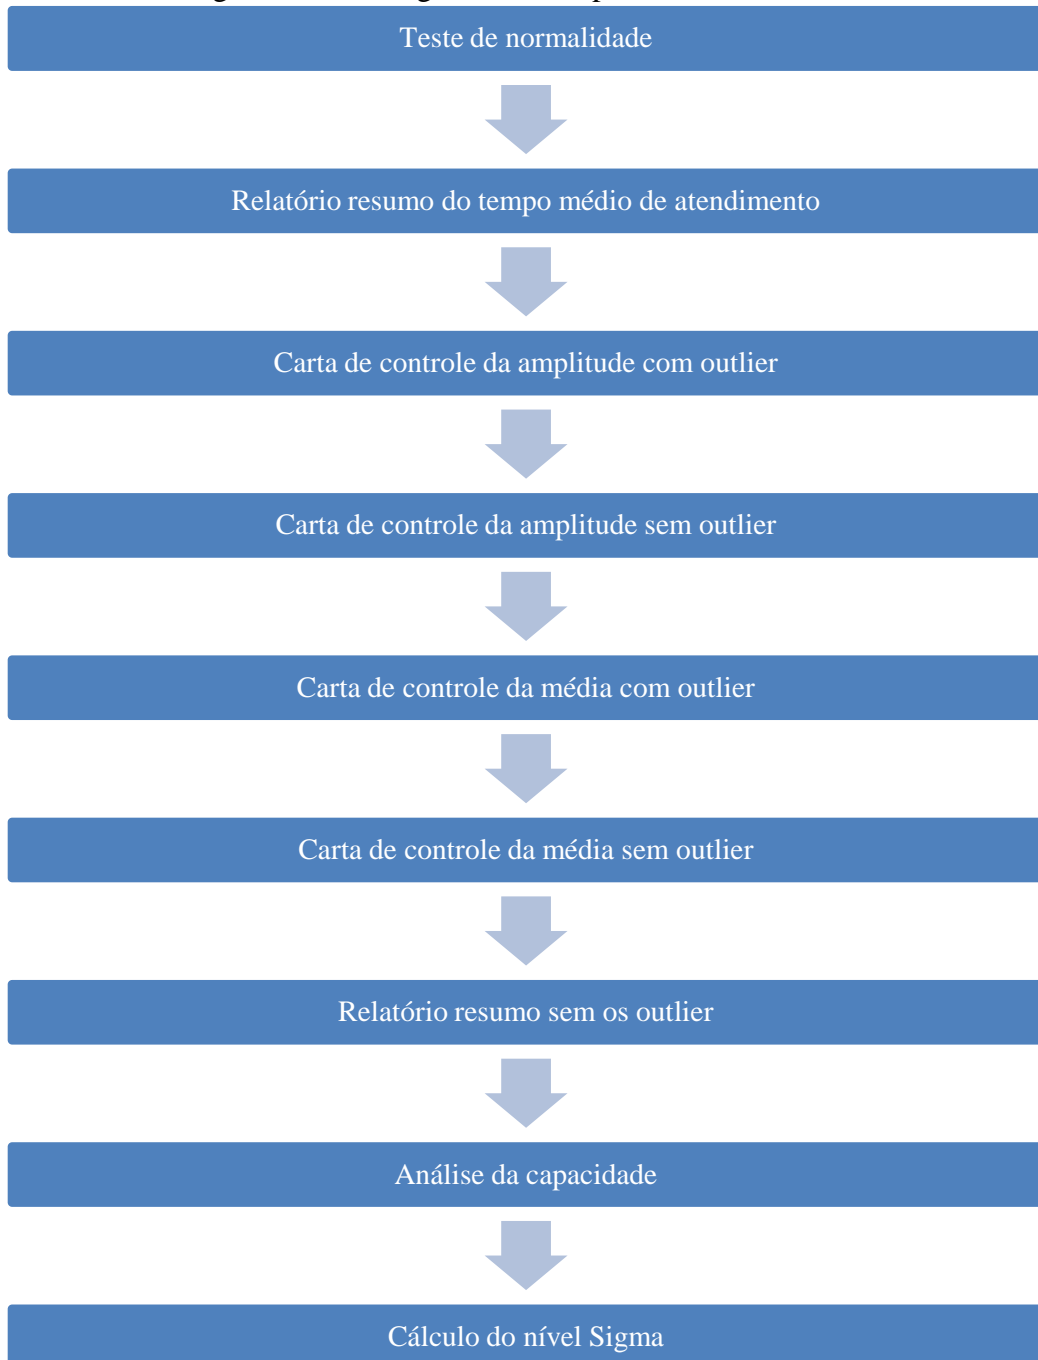 Teste de normalidade
Relatório resumo do tempo médio de atendimento
Carta de controle da amplitude com outlier
Carta de controle da amplitude sem outlier
Carta de controle da média com outlier
Carta de controle da média sem outlier
Relatório resumo sem os outlier
Análise da capacidade
Cálculo do nível Sigma